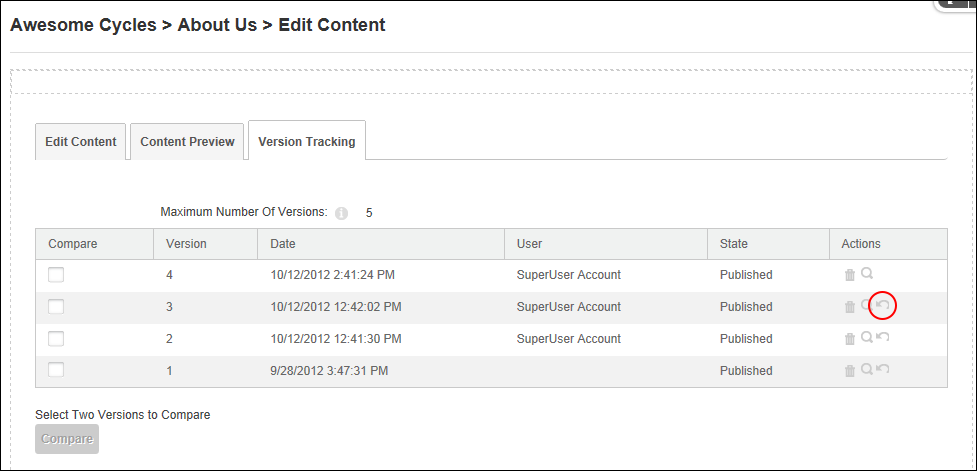 Awesome Cycles > About Us > Edit Content
Edit Content Content Preview Version Tracking
Maximum Number Of Versions: 5
Compare Version Date User State Actions
4 10/12/2012 2:41:24 PM SuperUser Account Published
3 10/12/2012 12:42:02 PM SuperUser Account Published
2 10/12/2012 12:41:30 PM SuperUser Account Published
1 9/28/2012 3:47:31 PM Published
Select Two Versions to Compare
Compare